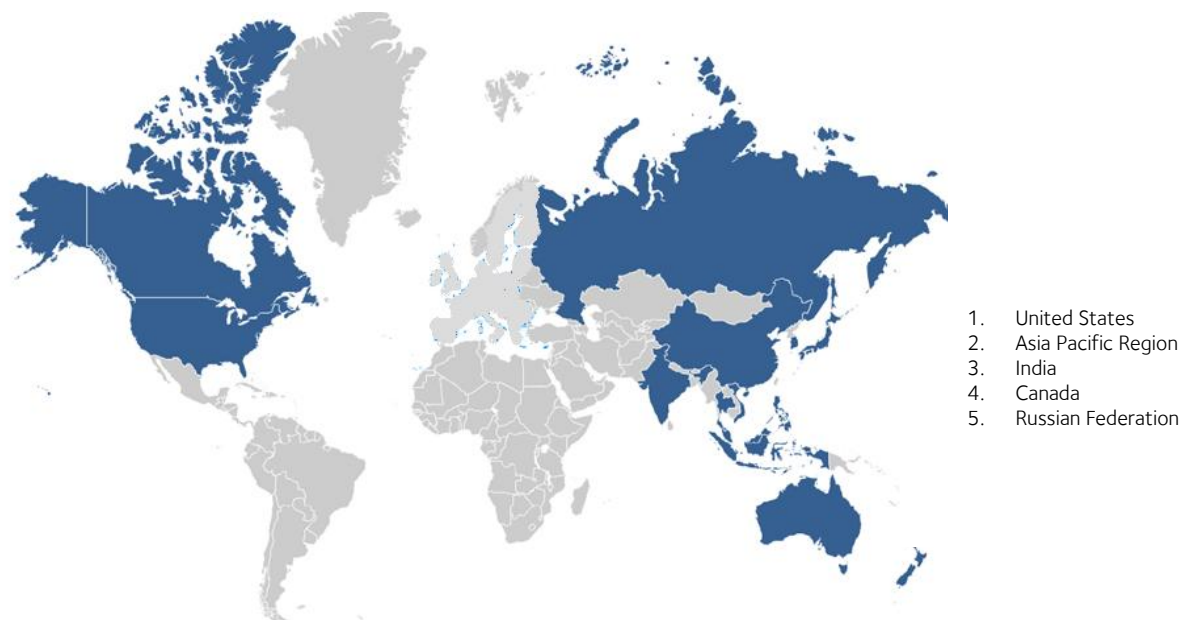 1. United States
2. Asia Pacific Region
3. India
4. Canada
5. Russian Federation